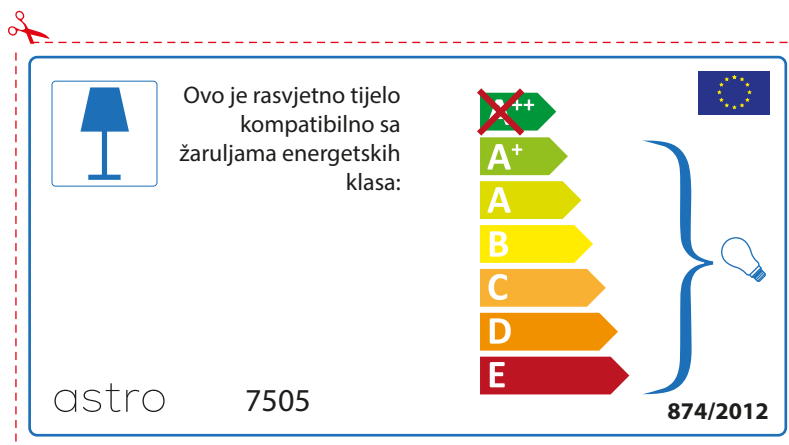 Ovo je rasvjetno tijelo
kompatibilno sa
žaruljama energetskih
klasa:
A++
A+
A
B
C
D
E
astro 7505
874/2012